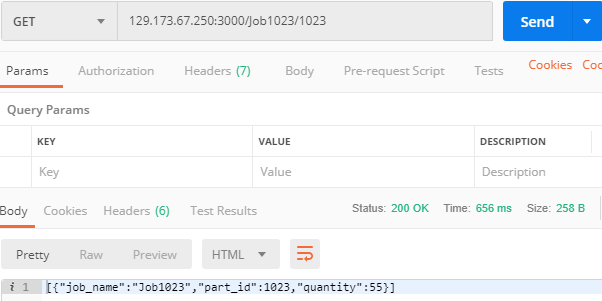 GET 129.173.67.250:3000/Job1023/1023 Send
Params Authorization Headers (7) Body Pre-request Script Tests Cookies Coc
Query Params
KEY VALUE DESCRIPTION
Key Value Description
Body Cookies Headers (6) Test Results Status: 200 OK Time: 656 ms Size: 258 B
Pretty Raw Preview HTML
i 1 [{"job_name":"Job1023","part_id":1023,"quantity":55}]